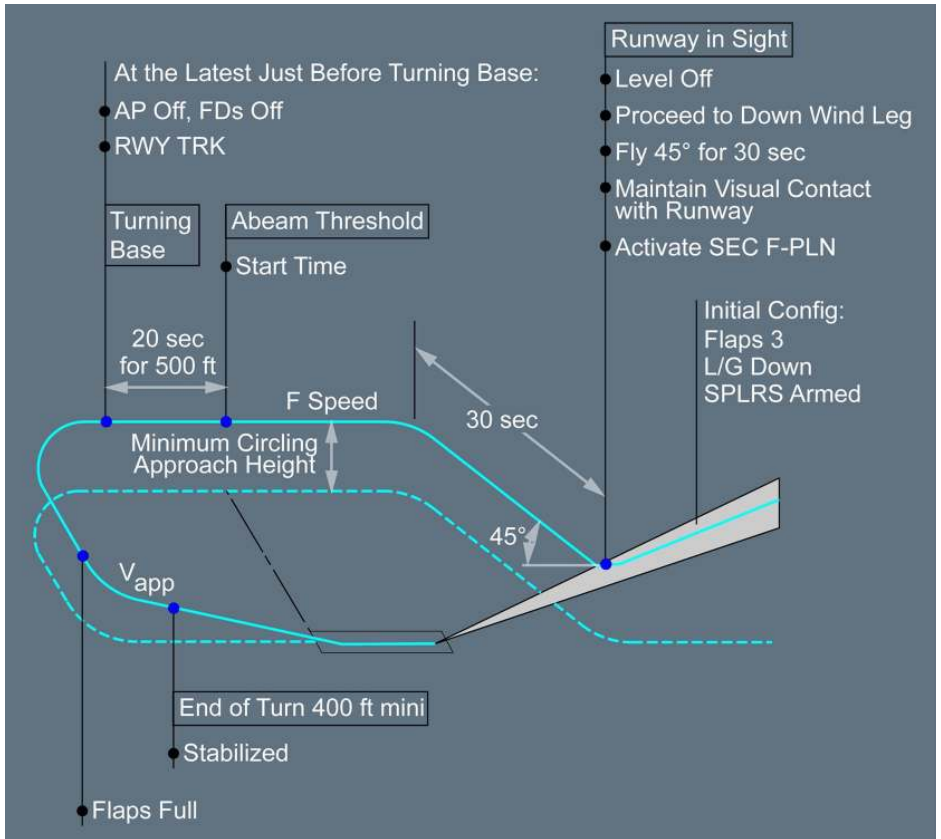 Runway in Sight
Level Off
Proceed to Down Wind Leg
Fly 45° for 30 sec
Maintain Visual Contact
with Runway
Activate SEC F-PLN
At the Latest Just Before Turning Base:
AP Off, FDs Off
RWY TRK
Turning
Base
Abeam Threshold
Start Time
Initial Config:
Flaps 3
L/G Down
SPLRS Armed
20 sec
for 500 ft
F Speed
30 sec
Minimum Circling
Approach Height
45°
Vapp
End of Turn 400 ft mini
Stabilized
Flaps Full